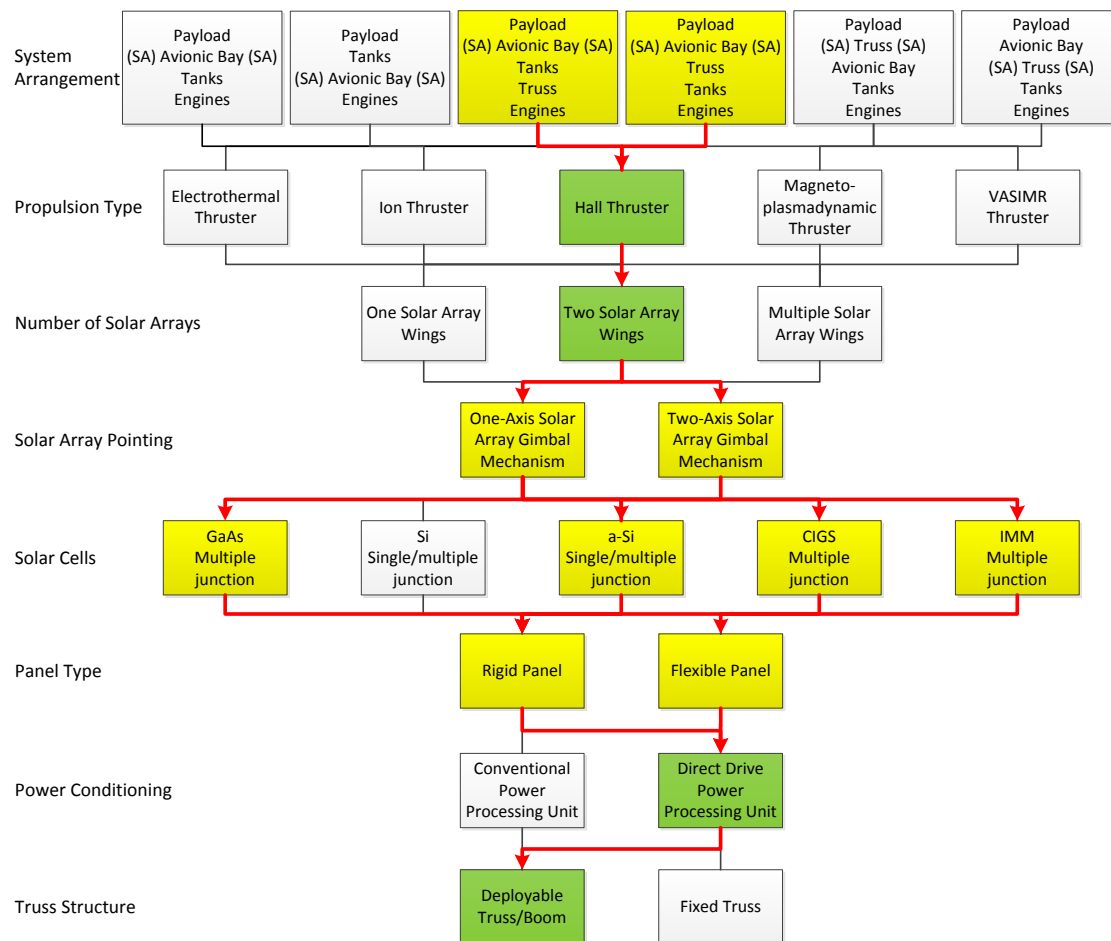 System
Arrangement
Payload
(SA) Avionic Bay (SA)
Tanks
Engines
Payload
Tanks
(SA) Avionic Bay (SA)
Engines
Payload
(SA) Avionic Bay (SA)
Tanks
Truss
Engines
Payload
(SA) Avionic Bay (SA)
Truss
Tanks
Engines
Payload
(SA) Truss (SA)
Avionic Bay
Tanks
Engines
Payload
Avionic Bay
(SA) Truss (SA)
Tanks
Engines
Propulsion Type
Electrothermal
Thruster
Ion Thruster
Hall Thruster
Magneto-
plasmadynamic
Thruster
VASIMR
Thruster
Number of Solar Arrays
One Solar Array
Wings
Two Solar Array
Wings
Multiple Solar
Array Wings
Solar Array Pointing
One-Axis Solar
Array Gimbal
Mechanism
Two-Axis Solar
Array Gimbal
Mechanism
Solar Cells
GaAs
Multiple
junction
Si
Single/multiple
junction
a-Si
Single/multiple
junction
CIGS
Multiple
junction
IMM
Multiple
junction
Panel Type
Rigid Panel
Flexible Panel
Power Conditioning
Conventional
Power
Processing Unit
Direct Drive
Power
Processing Unit
Truss Structure
Deployable
Truss/Boom
Fixed Truss